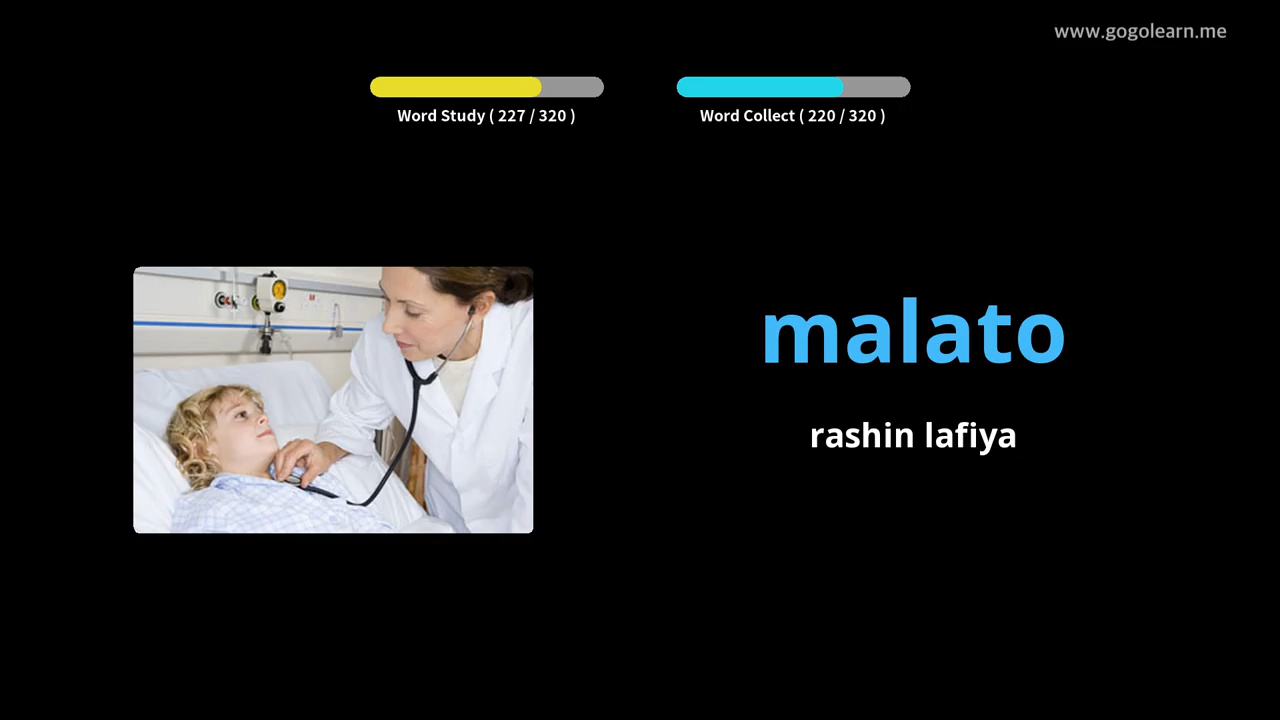 www.gogolearn.me
Word Study ( 227 / 320 )
Word Collect ( 220 / 320 )
malato
rashin lafiya